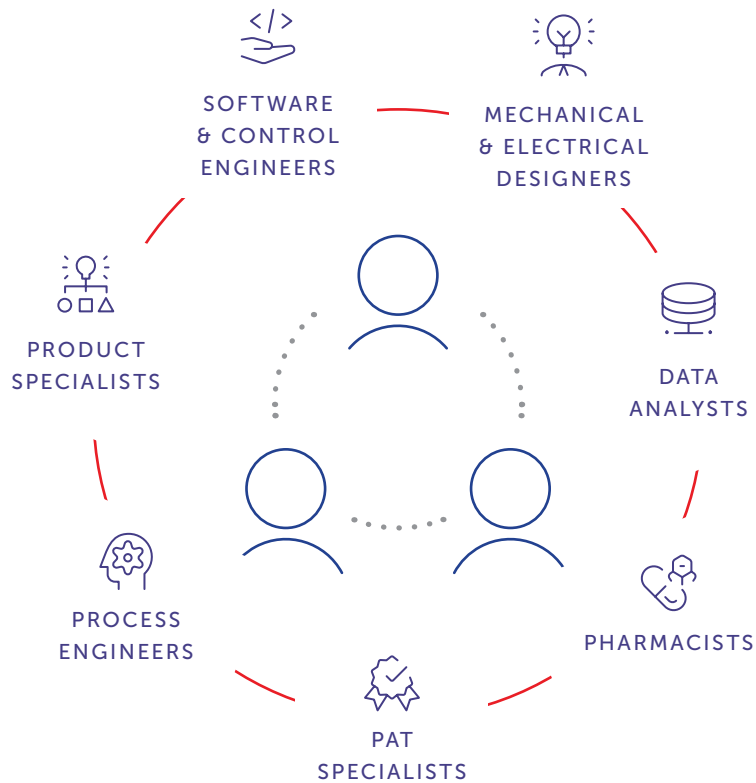 SOFTWARE
& CONTROL
ENGINEERS
MECHANICAL
& ELECTRICAL
DESIGNERS
PRODUCT
SPECIALISTS
DATA
ANALYSTS
PROCESS
ENGINEERS
PHARMACISTS
PAT
SPECIALISTS